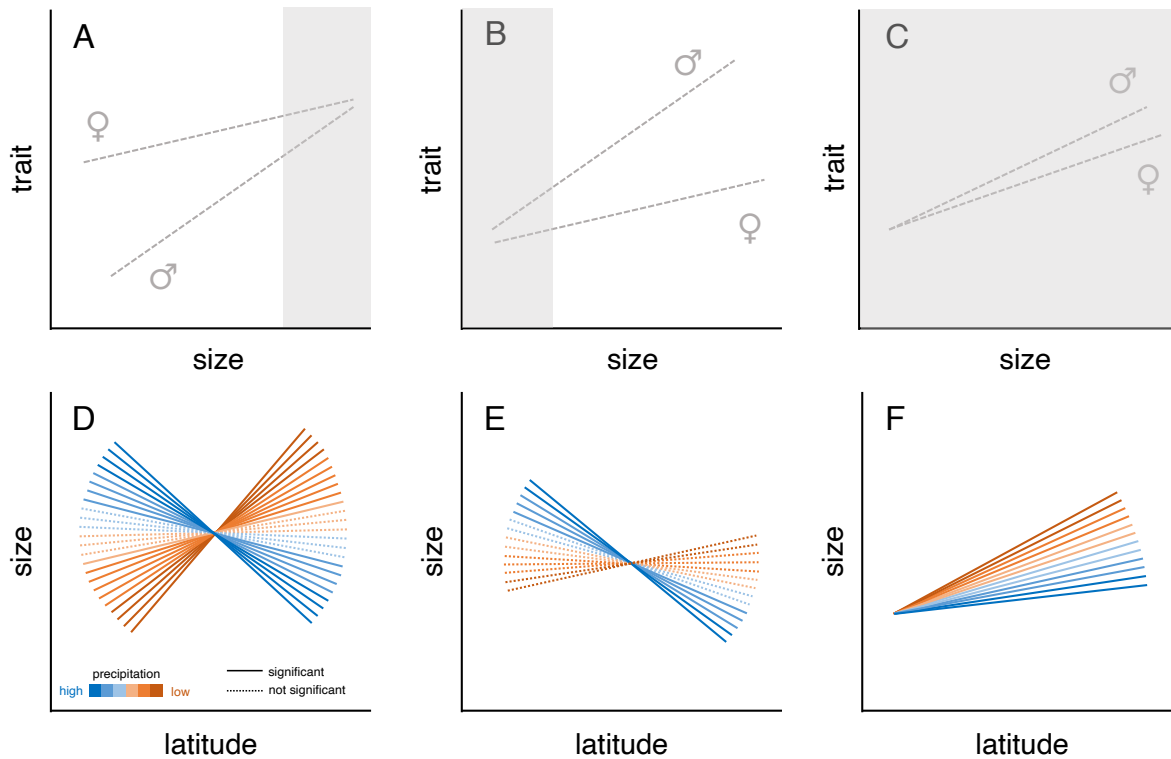 A
B
C
♀
♂
trait
size
♂
♀
trait
size
♂
♀
trait
size
D
E
F
size
precipitation
high
low
significant
not significant
latitude
size
latitude
size
latitude